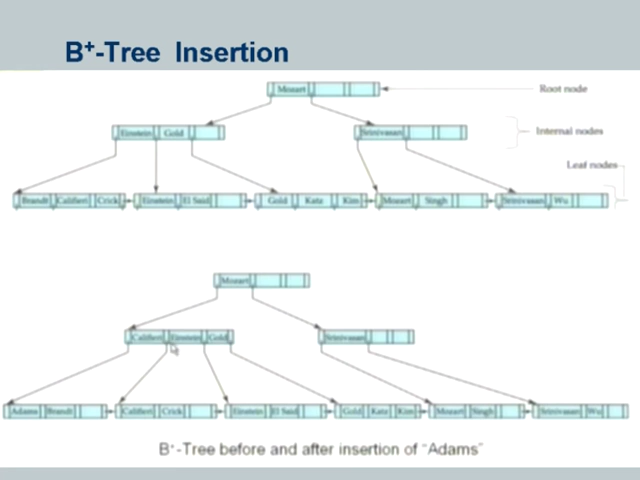 B+-Tree Insertion
Mozart
Root node
Einstein Gold
Srinivasan
Internal nodes
Leaf nodes
Brandt Califieri Crick Einstein El Said Gold Katz Kim Mozart Singh Srinivasan Wu
Mozart
Califieri Einstein Gold
Srinivasan
Adams Brandt Califieri Crick Einstein El Said Gold Katz Kim Mozart Singh Srinivasan Wu
B+-Tree before and after insertion of “Adams”